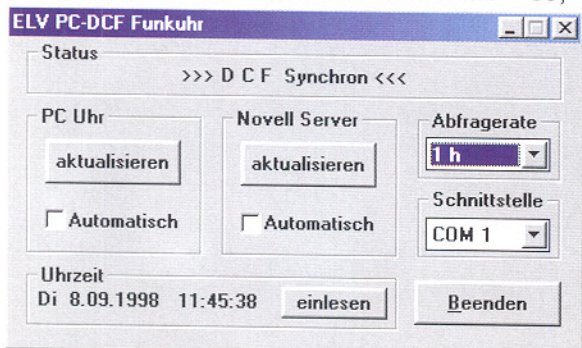 ELV PC-DCF Funkuhr
Status
>>> D C F Synchron <<<
PC Uhr
aktualisieren
Automatisch
Novell Server
aktualisieren
Automatisch
Abfragerate
1 h
Schnittstelle
COM 1
Uhrzeit
Di 8.09.1998 11:45:38
einlesen
Beenden